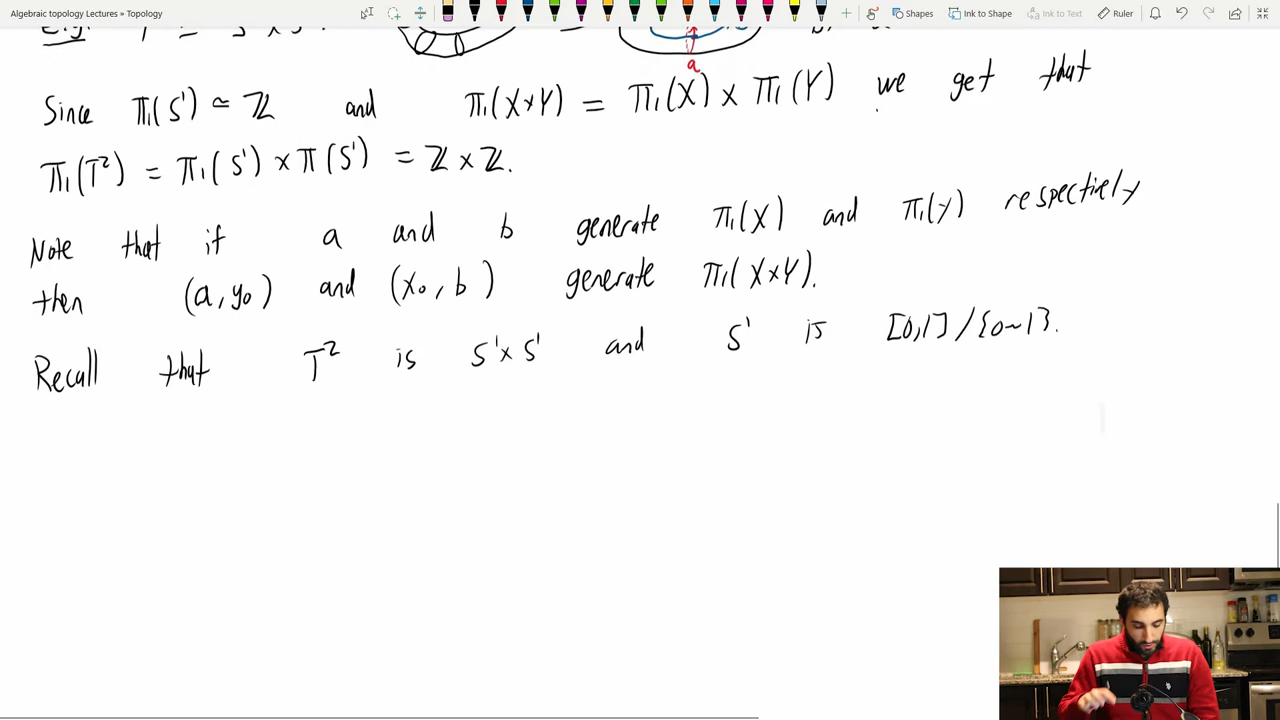 Algebraic topology Lectures » Topology
Shapes Ink to Shape Ink to Text Ruler
E.g.
a
Since π₁(S¹) ≃ ℤ and π₁(X×Y) = π₁(X) × π₁(Y) we get that
π₁(T²) = π₁(S¹) × π(S¹) = ℤ × ℤ.
Note that if a and b generate π₁(X) and π₁(Y) respectiely
then (a, y₀) and (x₀, b) generate π₁(X×Y).
Recall that T² is S¹×S¹ and S¹ is [0,1]/{0~1}.